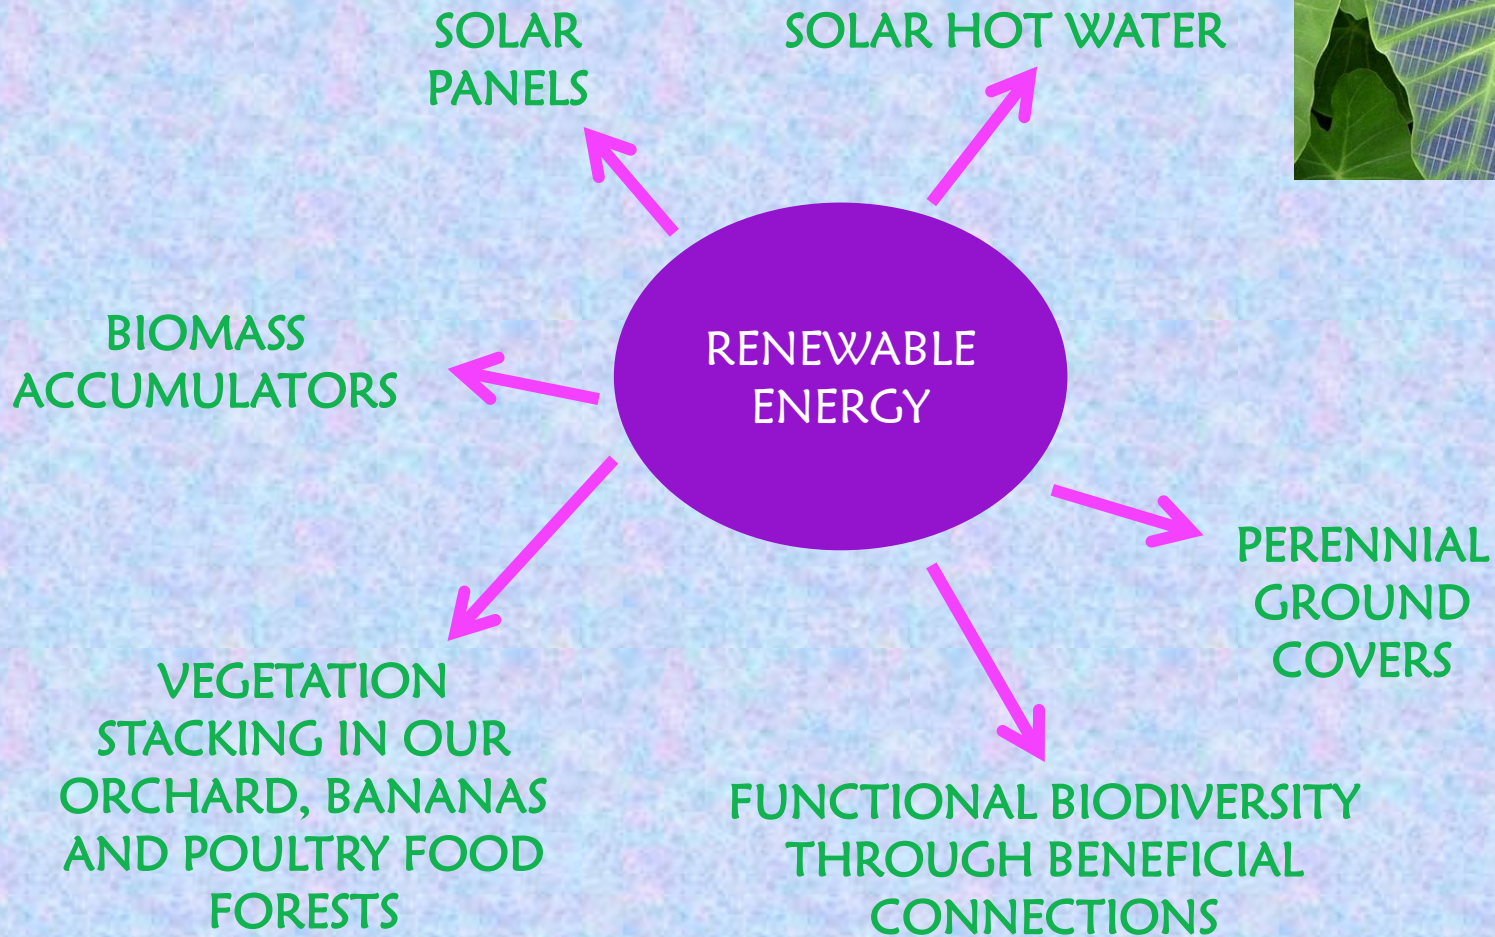 SOLAR
PANELS
SOLAR HOT WATER
BIOMASS
ACCUMULATORS
RENEWABLE
ENERGY
PERENNIAL
GROUND
COVERS
VEGETATION
STACKING IN OUR
ORCHARD, BANANAS
AND POULTRY FOOD
FORESTS
FUNCTIONAL BIODIVERSITY
THROUGH BENEFICIAL
CONNECTIONS